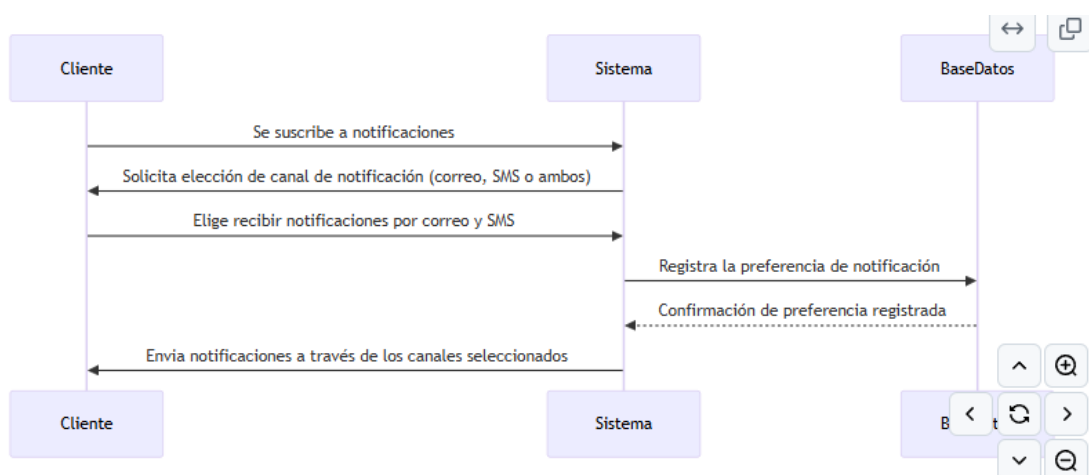 Cliente
Sistema
BaseDatos
Se suscribe a notificaciones
Solicita elección de canal de notificación (correo, SMS o ambos)
Elige recibir notificaciones por correo y SMS
Registra la preferencia de notificación
Confirmación de preferencia registrada
Envia notificaciones a través de los canales seleccionados
Cliente
Sistema